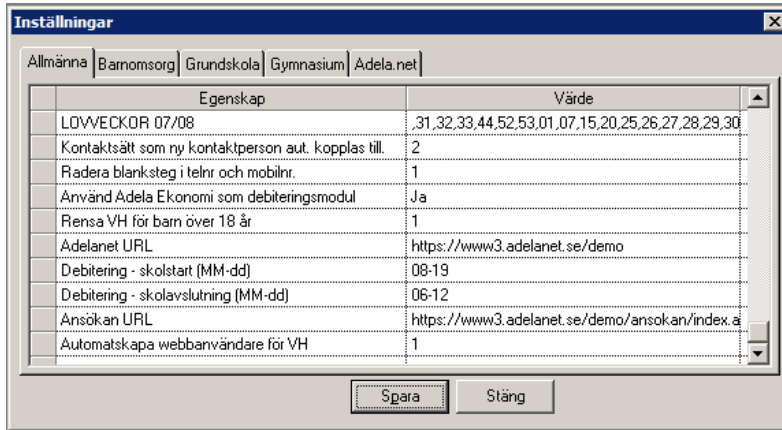 Inställningar
Allmänna Barnomsorg Grundskola Gymnasium Adela.net
Egenskap Värde
LOVVECKOR 07/08 ,31,32,33,44,52,53,01,07,15,20,25,26,27,28,29,30
Kontaktsätt som ny kontaktperson aut. kopplas till. 2
Radera blanksteg i telnr och mobilnr. 1
Använd Adela Ekonomi som debiteringsmodul Ja
Rensa VH för barn över 18 år 1
Adelanet URL https://www3.adelanet.se/demo
Debitering - skolstart (MM-dd) 08-19
Debitering - skolavslutning (MM-dd) 06-12
Ansökan URL https://www3.adelanet.se/demo/ansokan/index.a
Automatskapa webbanvändare för VH 1
Spara Stäng